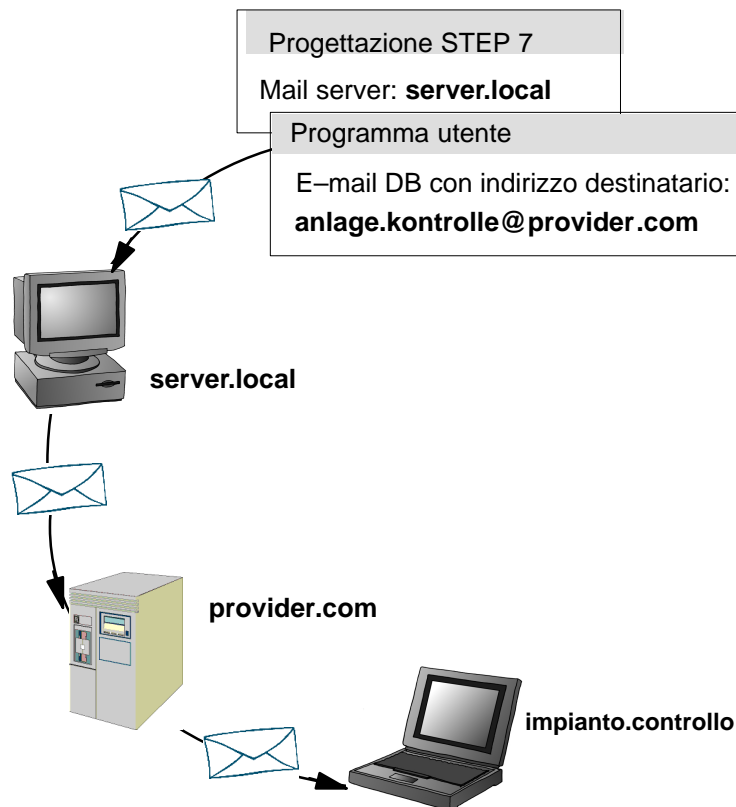 Progettazione STEP 7
Mail server: server.local
Programma utente
E–mail DB con indirizzo destinatario:
anlage.kontrolle@provider.com
server.local
provider.com
impianto.controllo